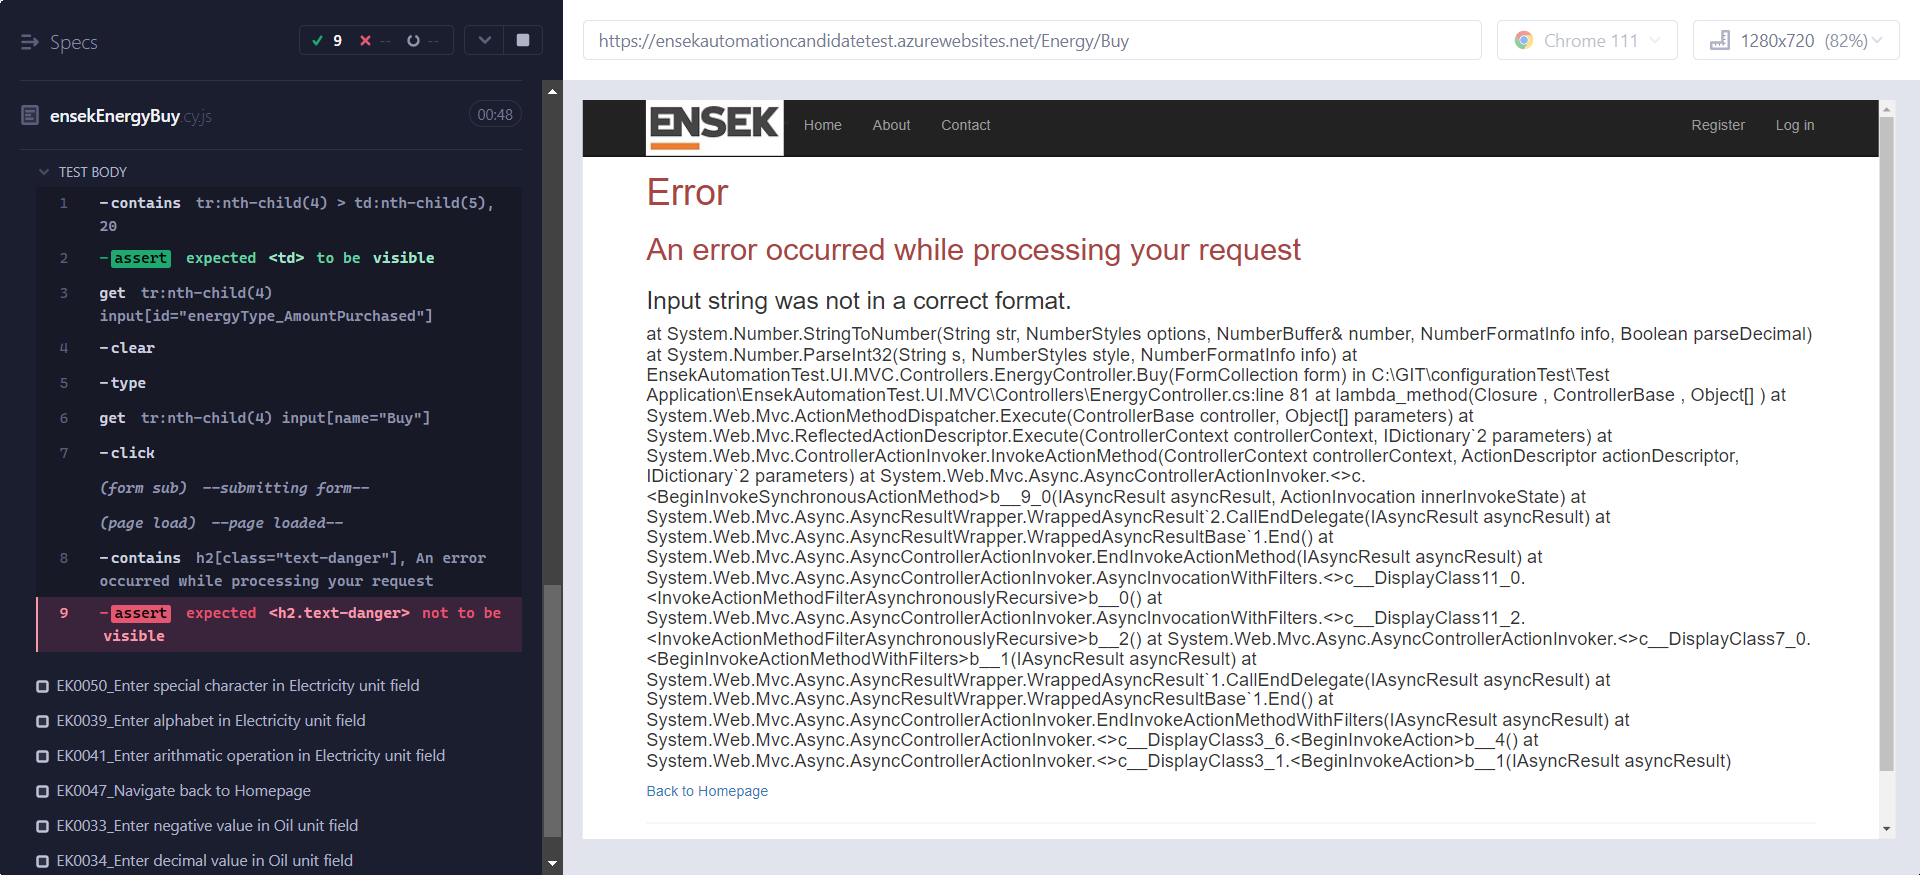 Specs
9 -- --
ensekEnergyBuy.cy.js 00:48
TEST BODY
1 -contains tr:nth-child(4) > td:nth-child(5),
20
2 -assert expected <td> to be visible
3 get tr:nth-child(4)
input[id="energyType_AmountPurchased"]
4 -clear
5 -type
6 get tr:nth-child(4) input[name="Buy"]
7 -click
(form sub) --submitting form--
(page load) --page loaded--
8 -contains h2[class="text-danger"], An error
occurred while processing your request
9 -assert expected <h2.text-danger> not to be
visible
EK0050_Enter special character in Electricity unit field
EK0039_Enter alphabet in Electricity unit field
EK0041_Enter arithmatic operation in Electricity unit field
EK0047_Navigate back to Homepage
EK0033_Enter negative value in Oil unit field
EK0034_Enter decimal value in Oil unit field
https://ensekautomationcandidatetest.azurewebsites.net/Energy/Buy
Chrome 111
1280x720 (82%)
ENSEK Home About Contact Register Log in
Error
An error occurred while processing your request
Input string was not in a correct format.
at System.Number.StringToNumber(String str, NumberStyles options, NumberBuffer& number, NumberFormatInfo info, Boolean parseDecimal)
at System.Number.ParseInt32(String s, NumberStyles style, NumberFormatInfo info) at
EnsekAutomationTest.UI.MVC.Controllers.EnergyController.Buy(FormCollection form) in C:\GIT\configurationTest\Test
Application\EnsekAutomationTest.UI.MVC\Controllers\EnergyController.cs:line 81 at lambda_method(Closure , ControllerBase , Object[] ) at
System.Web.Mvc.ActionMethodDispatcher.Execute(ControllerBase controller, Object[] parameters) at
System.Web.Mvc.ReflectedActionDescriptor.Execute(ControllerContext controllerContext, IDictionary`2 parameters) at
System.Web.Mvc.ControllerActionInvoker.InvokeActionMethod(ControllerContext controllerContext, ActionDescriptor actionDescriptor,
IDictionary`2 parameters) at System.Web.Mvc.Async.AsyncControllerActionInvoker.<>c.
<BeginInvokeSynchronousActionMethod>b__9_0(IAsyncResult asyncResult, ActionInvocation innerInvokeState) at
System.Web.Mvc.Async.AsyncResultWrapper.WrappedAsyncResult`2.CallEndDelegate(IAsyncResult asyncResult) at
System.Web.Mvc.Async.AsyncResultWrapper.WrappedAsyncResultBase`1.End() at
System.Web.Mvc.Async.AsyncControllerActionInvoker.EndInvokeActionMethod(IAsyncResult asyncResult) at
System.Web.Mvc.Async.AsyncControllerActionInvoker.AsyncInvocationWithFilters.<>c__DisplayClass11_0.
<InvokeActionMethodFilterAsynchronouslyRecursive>b__0() at
System.Web.Mvc.Async.AsyncControllerActionInvoker.AsyncInvocationWithFilters.<>c__DisplayClass11_2.
<InvokeActionMethodFilterAsynchronouslyRecursive>b__2() at System.Web.Mvc.Async.AsyncControllerActionInvoker.<>c__DisplayClass7_0.
<BeginInvokeActionMethodWithFilters>b__1(IAsyncResult asyncResult) at
System.Web.Mvc.Async.AsyncResultWrapper.WrappedAsyncResult`1.CallEndDelegate(IAsyncResult asyncResult) at
System.Web.Mvc.Async.AsyncResultWrapper.WrappedAsyncResultBase`1.End() at
System.Web.Mvc.Async.AsyncControllerActionInvoker.EndInvokeActionMethodWithFilters(IAsyncResult asyncResult) at
System.Web.Mvc.Async.AsyncControllerActionInvoker.<>c__DisplayClass3_6.<BeginInvokeAction>b__4() at
System.Web.Mvc.Async.AsyncControllerActionInvoker.<>c__DisplayClass3_1.<BeginInvokeAction>b__1(IAsyncResult asyncResult)
Back to Homepage